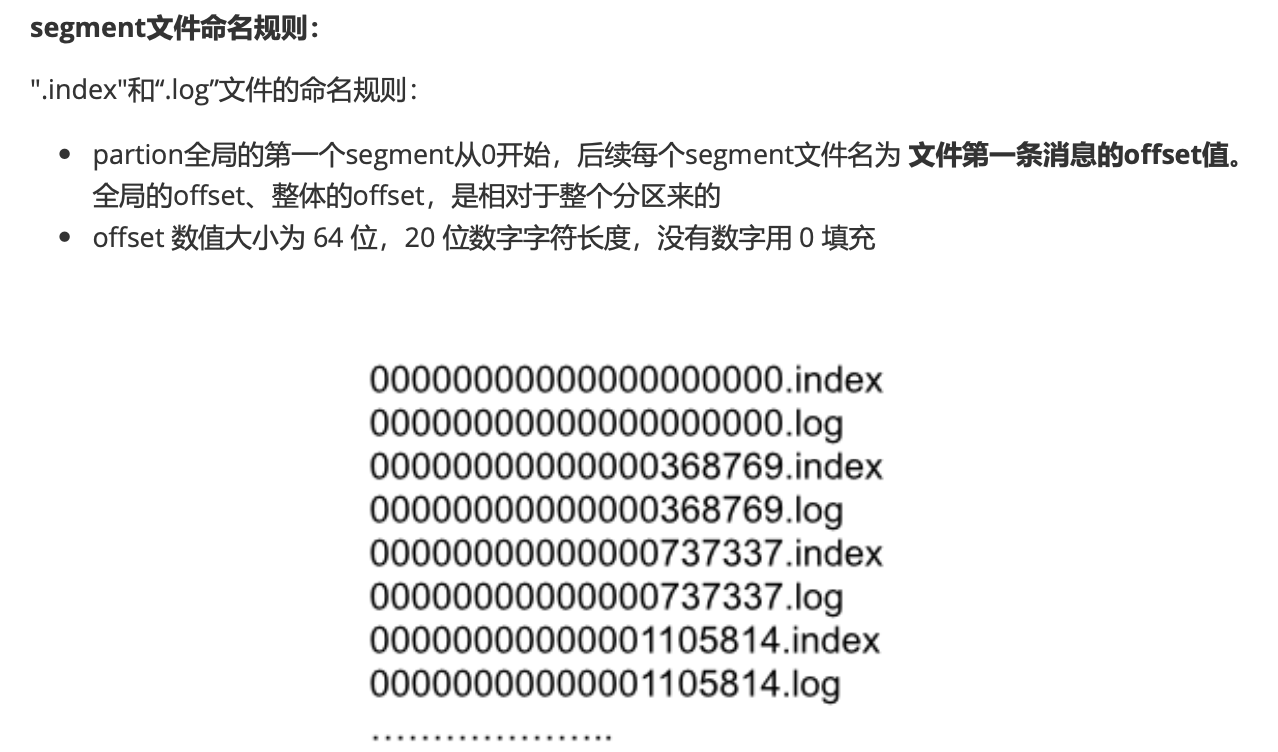 segment文件命名规则：
".index"和“.log”文件的命名规则：
• partion全局的第一个segment从0开始，后续每个segment文件名为 文件第一条消息的offset值。
全局的offset、整体的offset，是相对于整个分区来的
• offset 数值大小为 64 位，20 位数字字符长度，没有数字用 0 填充
00000000000000000000.index
00000000000000000000.log
00000000000000368769.index
00000000000000368769.log
00000000000000737337.index
00000000000000737337.log
00000000000001105814.index
00000000000001105814.log
....................